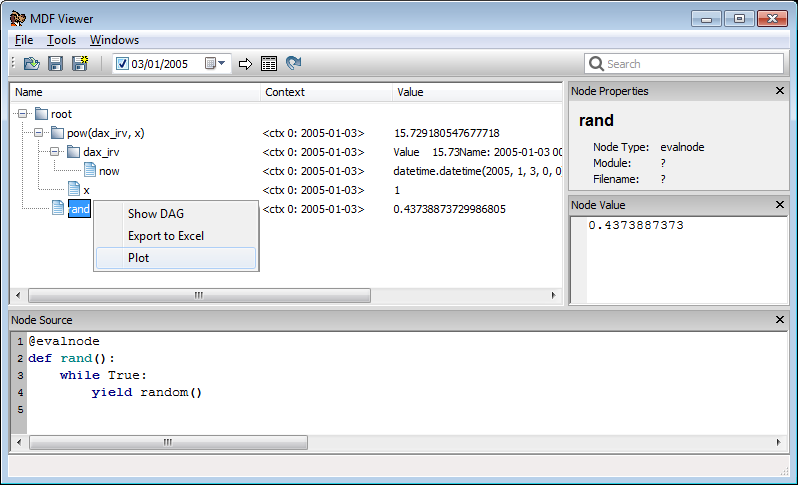 MDF Viewer
File Tools Windows
03/01/2005 Search
Name Context Value
root
pow(dax_irv, x) <ctx 0: 2005-01-03> 15.729180547677718
dax_irv <ctx 0: 2005-01-03> Value 15.73Name: 2005-01-03 00
now <ctx 0: 2005-01-03> datetime.datetime(2005, 1, 3, 0, 0
x <ctx 0: 2005-01-03> 1
rand <ctx 0: 2005-01-03> 0.43738873729986805
Show DAG
Export to Excel
Plot
Node Properties
rand
Node Type: evalnode
Module: ?
Filename: ?
Node Value
0.4373887373
Node Source
1 @evalnode
2 def rand():
3 while True:
4 yield random()
5